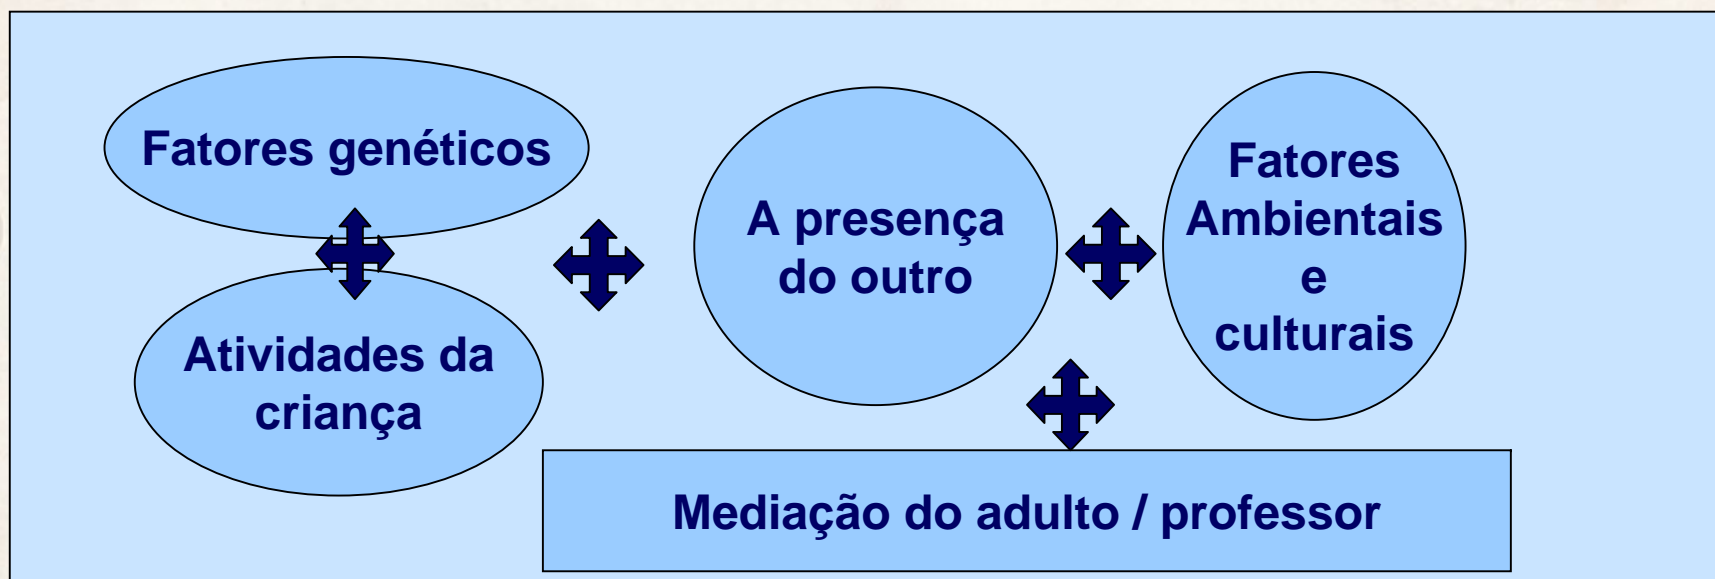 Fatores genéticos
Atividades da
criança
A presença
do outro
Fatores
Ambientais
e
culturais
Mediação do adulto / professor